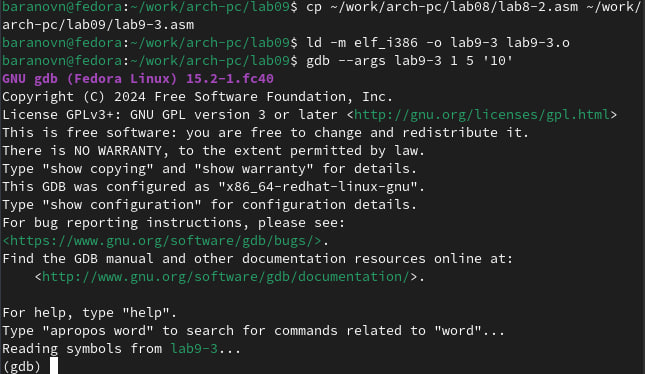 baranovn@fedora:~/work/arch-pc/lab09$ cp ~/work/arch-pc/lab08/lab8-2.asm ~/work/
arch-pc/lab09/lab9-3.asm
baranovn@fedora:~/work/arch-pc/lab09$ ld -m elf_i386 -o lab9-3 lab9-3.o
baranovn@fedora:~/work/arch-pc/lab09$ gdb --args lab9-3 1 5 '10'
GNU gdb (Fedora Linux) 15.2-1.fc40
Copyright (C) 2024 Free Software Foundation, Inc.
License GPLv3+: GNU GPL version 3 or later <http://gnu.org/licenses/gpl.html>
This is free software: you are free to change and redistribute it.
There is NO WARRANTY, to the extent permitted by law.
Type "show copying" and "show warranty" for details.
This GDB was configured as "x86_64-redhat-linux-gnu".
Type "show configuration" for configuration details.
For bug reporting instructions, please see:
<https://www.gnu.org/software/gdb/bugs/>.
Find the GDB manual and other documentation resources online at:
    <http://www.gnu.org/software/gdb/documentation/>.

For help, type "help".
Type "apropos word" to search for commands related to "word"...
Reading symbols from lab9-3...
(gdb)